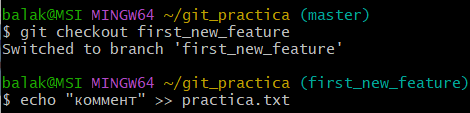 balak@MSI MINGW64 ~/git_practica (master)
$ git checkout first_new_feature
Switched to branch 'first_new_feature'
balak@MSI MINGW64 ~/git_practica (first_new_feature)
$ echo "коммент" >> practica.txt